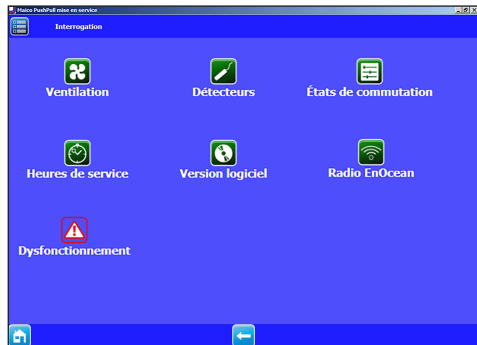 Maico PushPull mise en service
Interrogation
Ventilation
Détecteurs
États de commutation
Heures de service
Version logiciel
Radio EnOcean
Dysfonctionnement